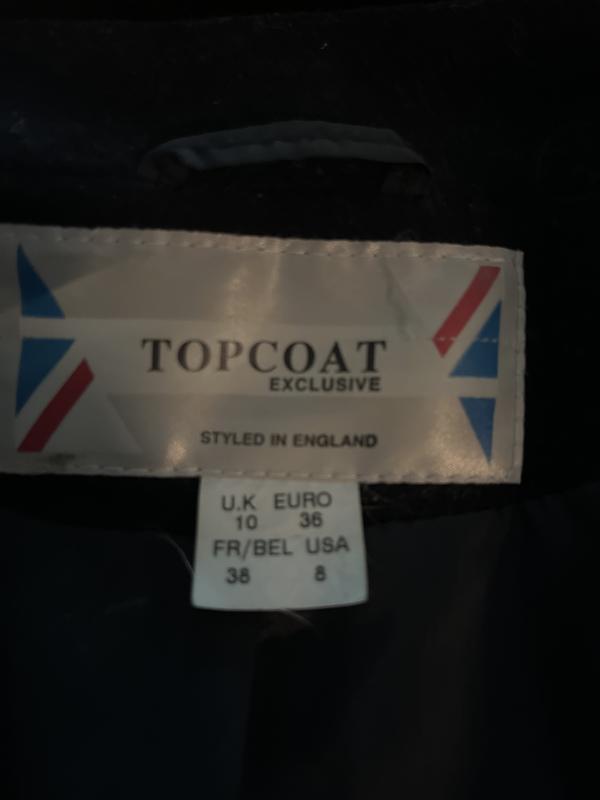 TOPCOAT
EXCLUSIVE
STYLED IN ENGLAND
U.K EURO
10 36
FR/BEL USA
38 8